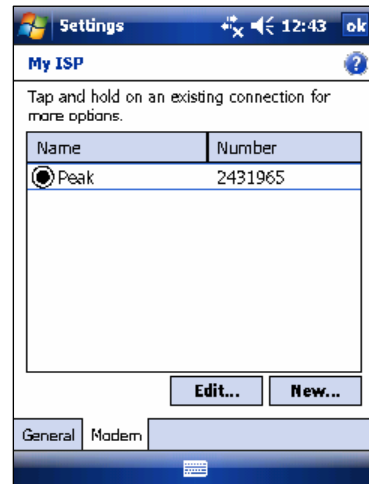 Settings 12:43 ok
My ISP ?
Tap and hold on an existing connection for
more options.
Name Number
Peak 2431965
Edit... New...
General Modem